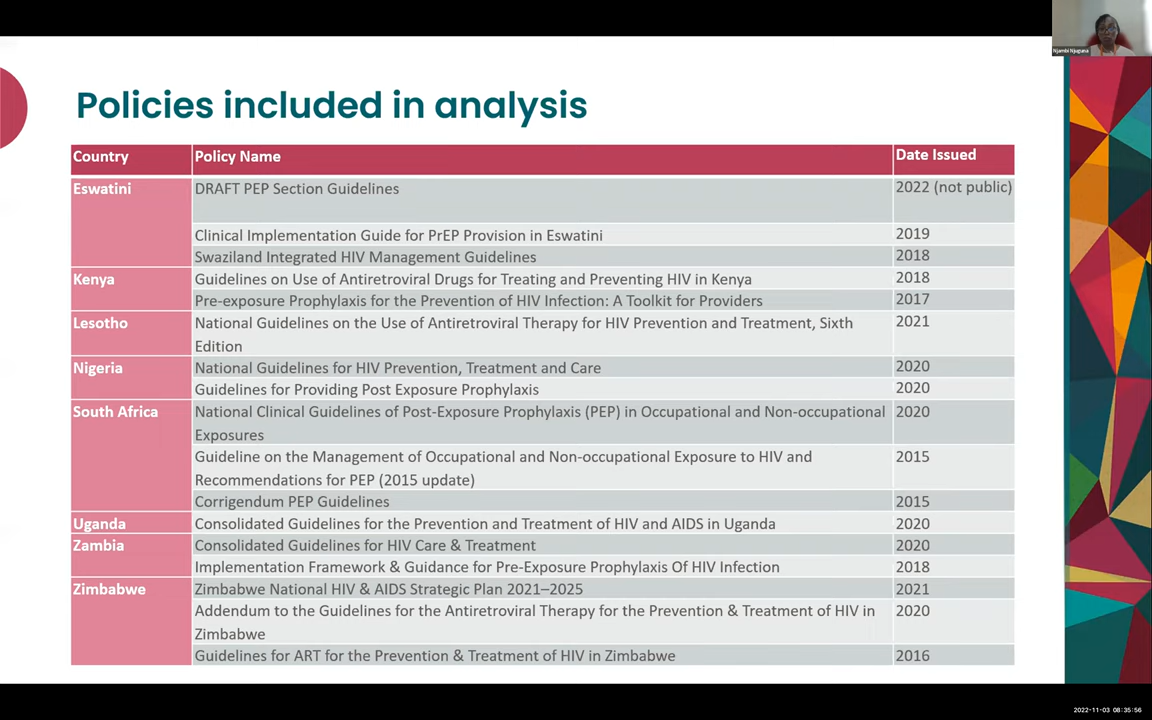 Njambi Njuguna
Policies included in analysis
Country Policy Name Date Issued
Eswatini DRAFT PEP Section Guidelines 2022 (not public)
Clinical Implementation Guide for PrEP Provision in Eswatini 2019
Swaziland Integrated HIV Management Guidelines 2018
Kenya Guidelines on Use of Antiretroviral Drugs for Treating and Preventing HIV in Kenya 2018
Pre-exposure Prophylaxis for the Prevention of HIV Infection: A Toolkit for Providers 2017
Lesotho National Guidelines on the Use of Antiretroviral Therapy for HIV Prevention and Treatment, Sixth 2021
Edition
Nigeria National Guidelines for HIV Prevention, Treatment and Care 2020
Guidelines for Providing Post Exposure Prophylaxis 2020
South Africa National Clinical Guidelines of Post-Exposure Prophylaxis (PEP) in Occupational and Non-occupational 2020
Exposures
Guideline on the Management of Occupational and Non-occupational Exposure to HIV and 2015
Recommendations for PEP (2015 update)
Corrigendum PEP Guidelines 2015
Uganda Consolidated Guidelines for the Prevention and Treatment of HIV and AIDS in Uganda 2020
Zambia Consolidated Guidelines for HIV Care & Treatment 2020
Implementation Framework & Guidance for Pre-Exposure Prophylaxis Of HIV Infection 2018
Zimbabwe Zimbabwe National HIV & AIDS Strategic Plan 2021–2025 2021
Addendum to the Guidelines for the Antiretroviral Therapy for the Prevention & Treatment of HIV in 2020
Zimbabwe
Guidelines for ART for the Prevention & Treatment of HIV in Zimbabwe 2016
2022-11-03 08:35:56